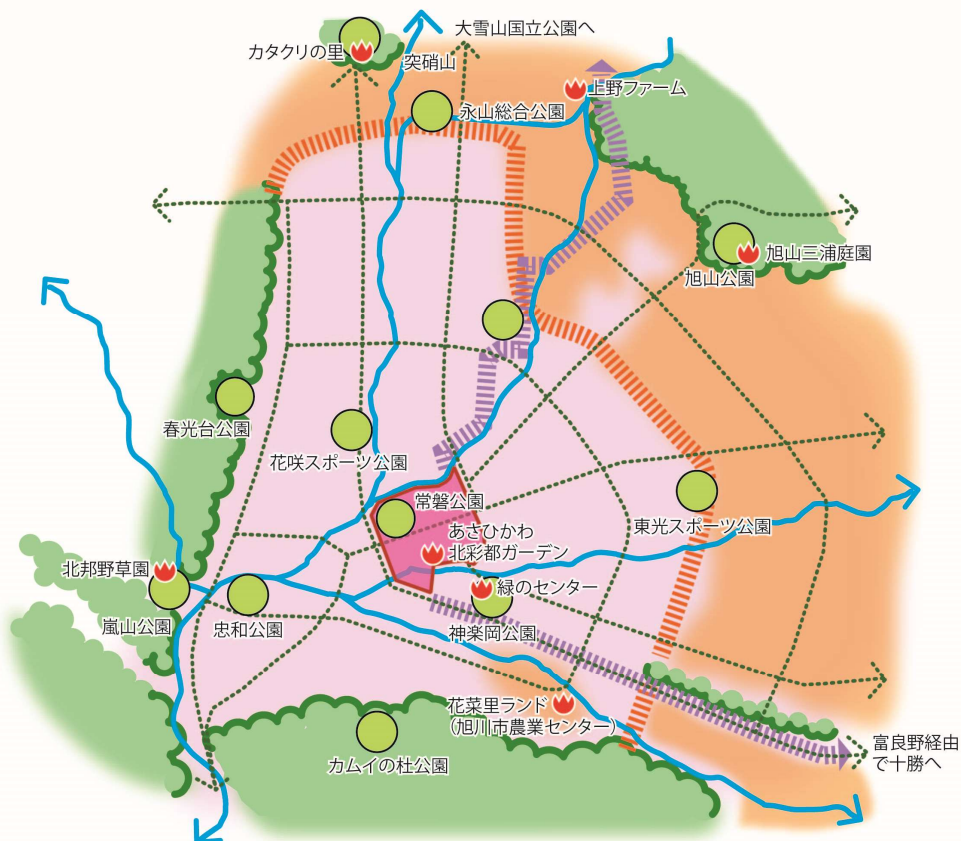 大雪山国立公園へ
カタクリの里
突硝山
上野ファーム
永山総合公園
旭山三浦庭園
旭山公園
春光台公園
花咲スポーツ公園
常磐公園
東光スポーツ公園
あさひかわ
北彩都ガーデン
北邦野草園
緑のセンター
嵐山公園
忠和公園
神楽岡公園
花菜里ランド
（旭川市農業センター）
富良野経由
で十勝へ
カムイの杜公園